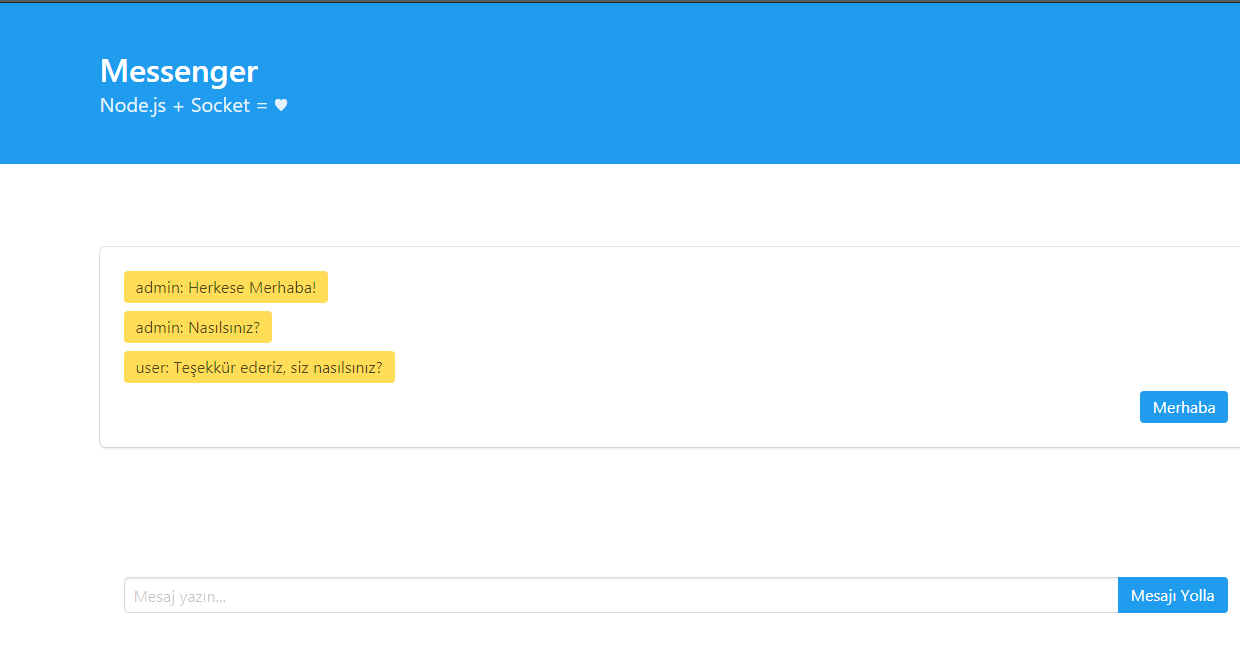 Messenger
Node.js + Socket = ♥
admin: Herkese Merhaba!
admin: Nasılsınız?
user: Teşekkür ederiz, siz nasılsınız?
Merhaba
Mesaj yazın...
Mesajı Yolla